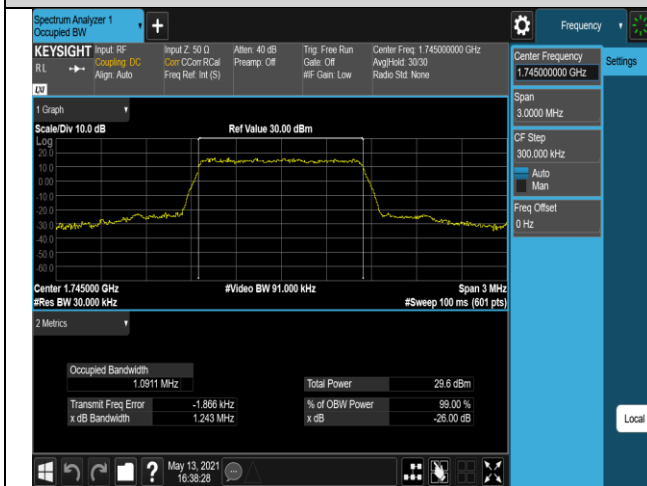 Spectrum Analyzer 1
Occupied BW
+
Frequency
KEYSIGHT
RL
LXI
Input: RF
Coupling: DC
Align: Auto
Input Z: 50 Ω
Corr CCorr RCal
Freq Ref: Int (S)
Atten: 40 dB
Preamp: Off
Trig: Free Run
Gate: Off
#IF Gain: Low
Center Freq: 1.745000000 GHz
Avg|Hold: 30/30
Radio Std: None
Center Frequency
1.745000000 GHz
Settings
Span
3.0000 MHz
CF Step
300.000 kHz
Auto
Man
Freq Offset
0 Hz
Local
1 Graph
Scale/Div 10.0 dB
Ref Value 30.00 dBm
Log
20.0
10.0
0.00
-10.0
-20.0
-30.0
-40.0
-50.0
-60.0
Center 1.745000 GHz
#Video BW 91.000 kHz
Span 3 MHz
#Res BW 30.000 kHz
#Sweep 100 ms (601 pts)
2 Metrics
Occupied Bandwidth
1.0911 MHz
Total Power
29.6 dBm
Transmit Freq Error
-1.866 kHz
% of OBW Power
99.00 %
x dB Bandwidth
1.243 MHz
x dB
-26.00 dB
?
May 13, 2021
16:38:28